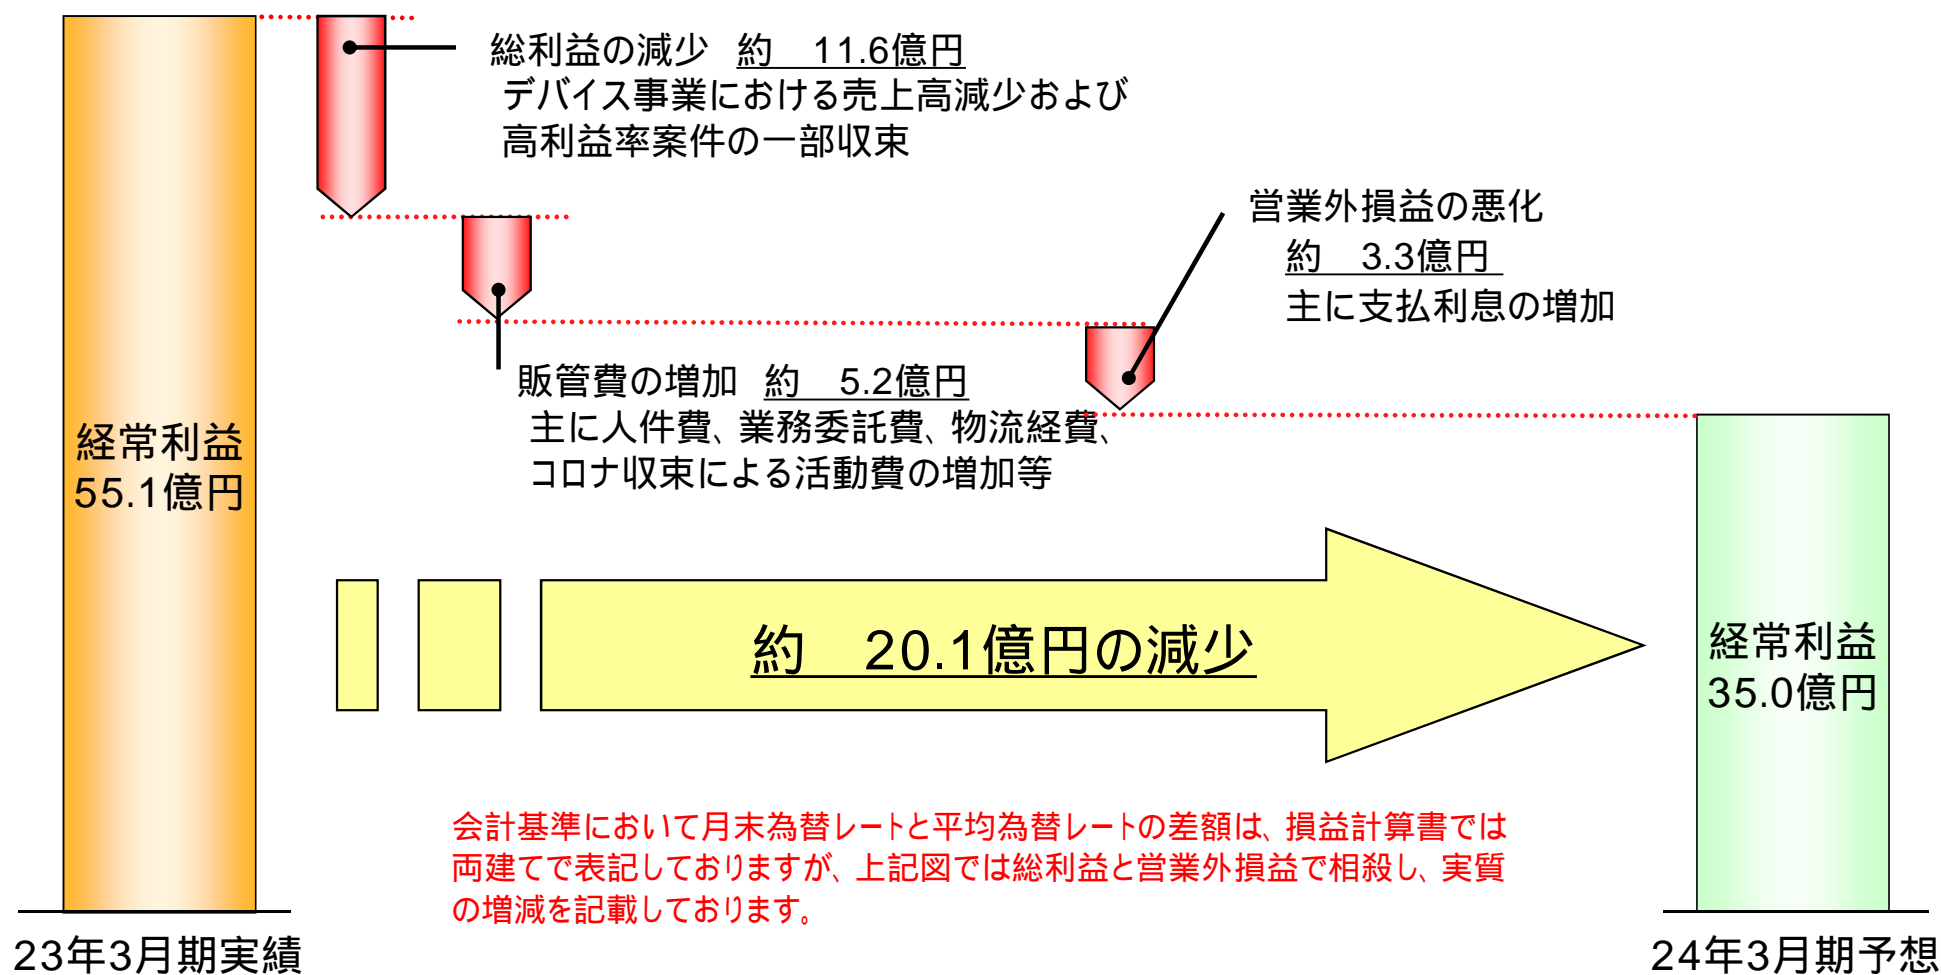 総利益の減少 約　11.6億円
デバイス事業における売上高減少および
高利益率案件の一部収束
営業外損益の悪化
約　3.3億円
主に支払利息の増加
販管費の増加 約　5.2億円
主に人件費、業務委託費、物流経費、
コロナ収束による活動費の増加等
経常利益
55.1億円
約　20.1億円の減少
経常利益
35.0億円
会計基準において月末為替レートと平均為替レートの差額は、損益計算書では
両建てで表記しておりますが、上記図では総利益と営業外損益で相殺し、実質
の増減を記載しております。
23年3月期実績
24年3月期予想